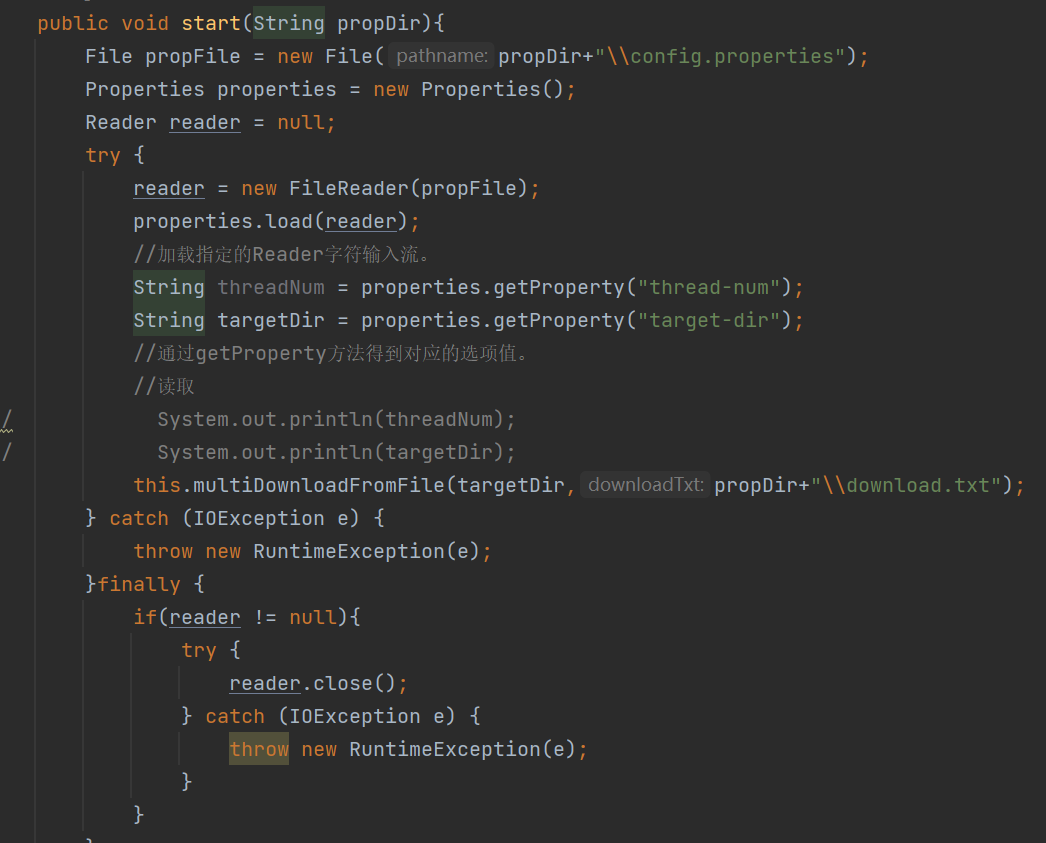 public void start(String propDir){
File propFile = new File( pathname: propDir+"\\config.properties");
Properties properties = new Properties();
Reader reader = null;
try {
reader = new FileReader(propFile);
properties.load(reader);
//加载指定的Reader字符输入流。
String threadNum = properties.getProperty("thread-num");
String targetDir = properties.getProperty("target-dir");
//通过getProperty方法得到对应的选项值。
//读取
/ System.out.println(threadNum);
/ System.out.println(targetDir);
this.multiDownloadFromFile(targetDir, downloadTxt: propDir+"\\download.txt");
} catch (IOException e) {
throw new RuntimeException(e);
}finally {
if(reader != null){
try {
reader.close();
} catch (IOException e) {
throw new RuntimeException(e);
}
}